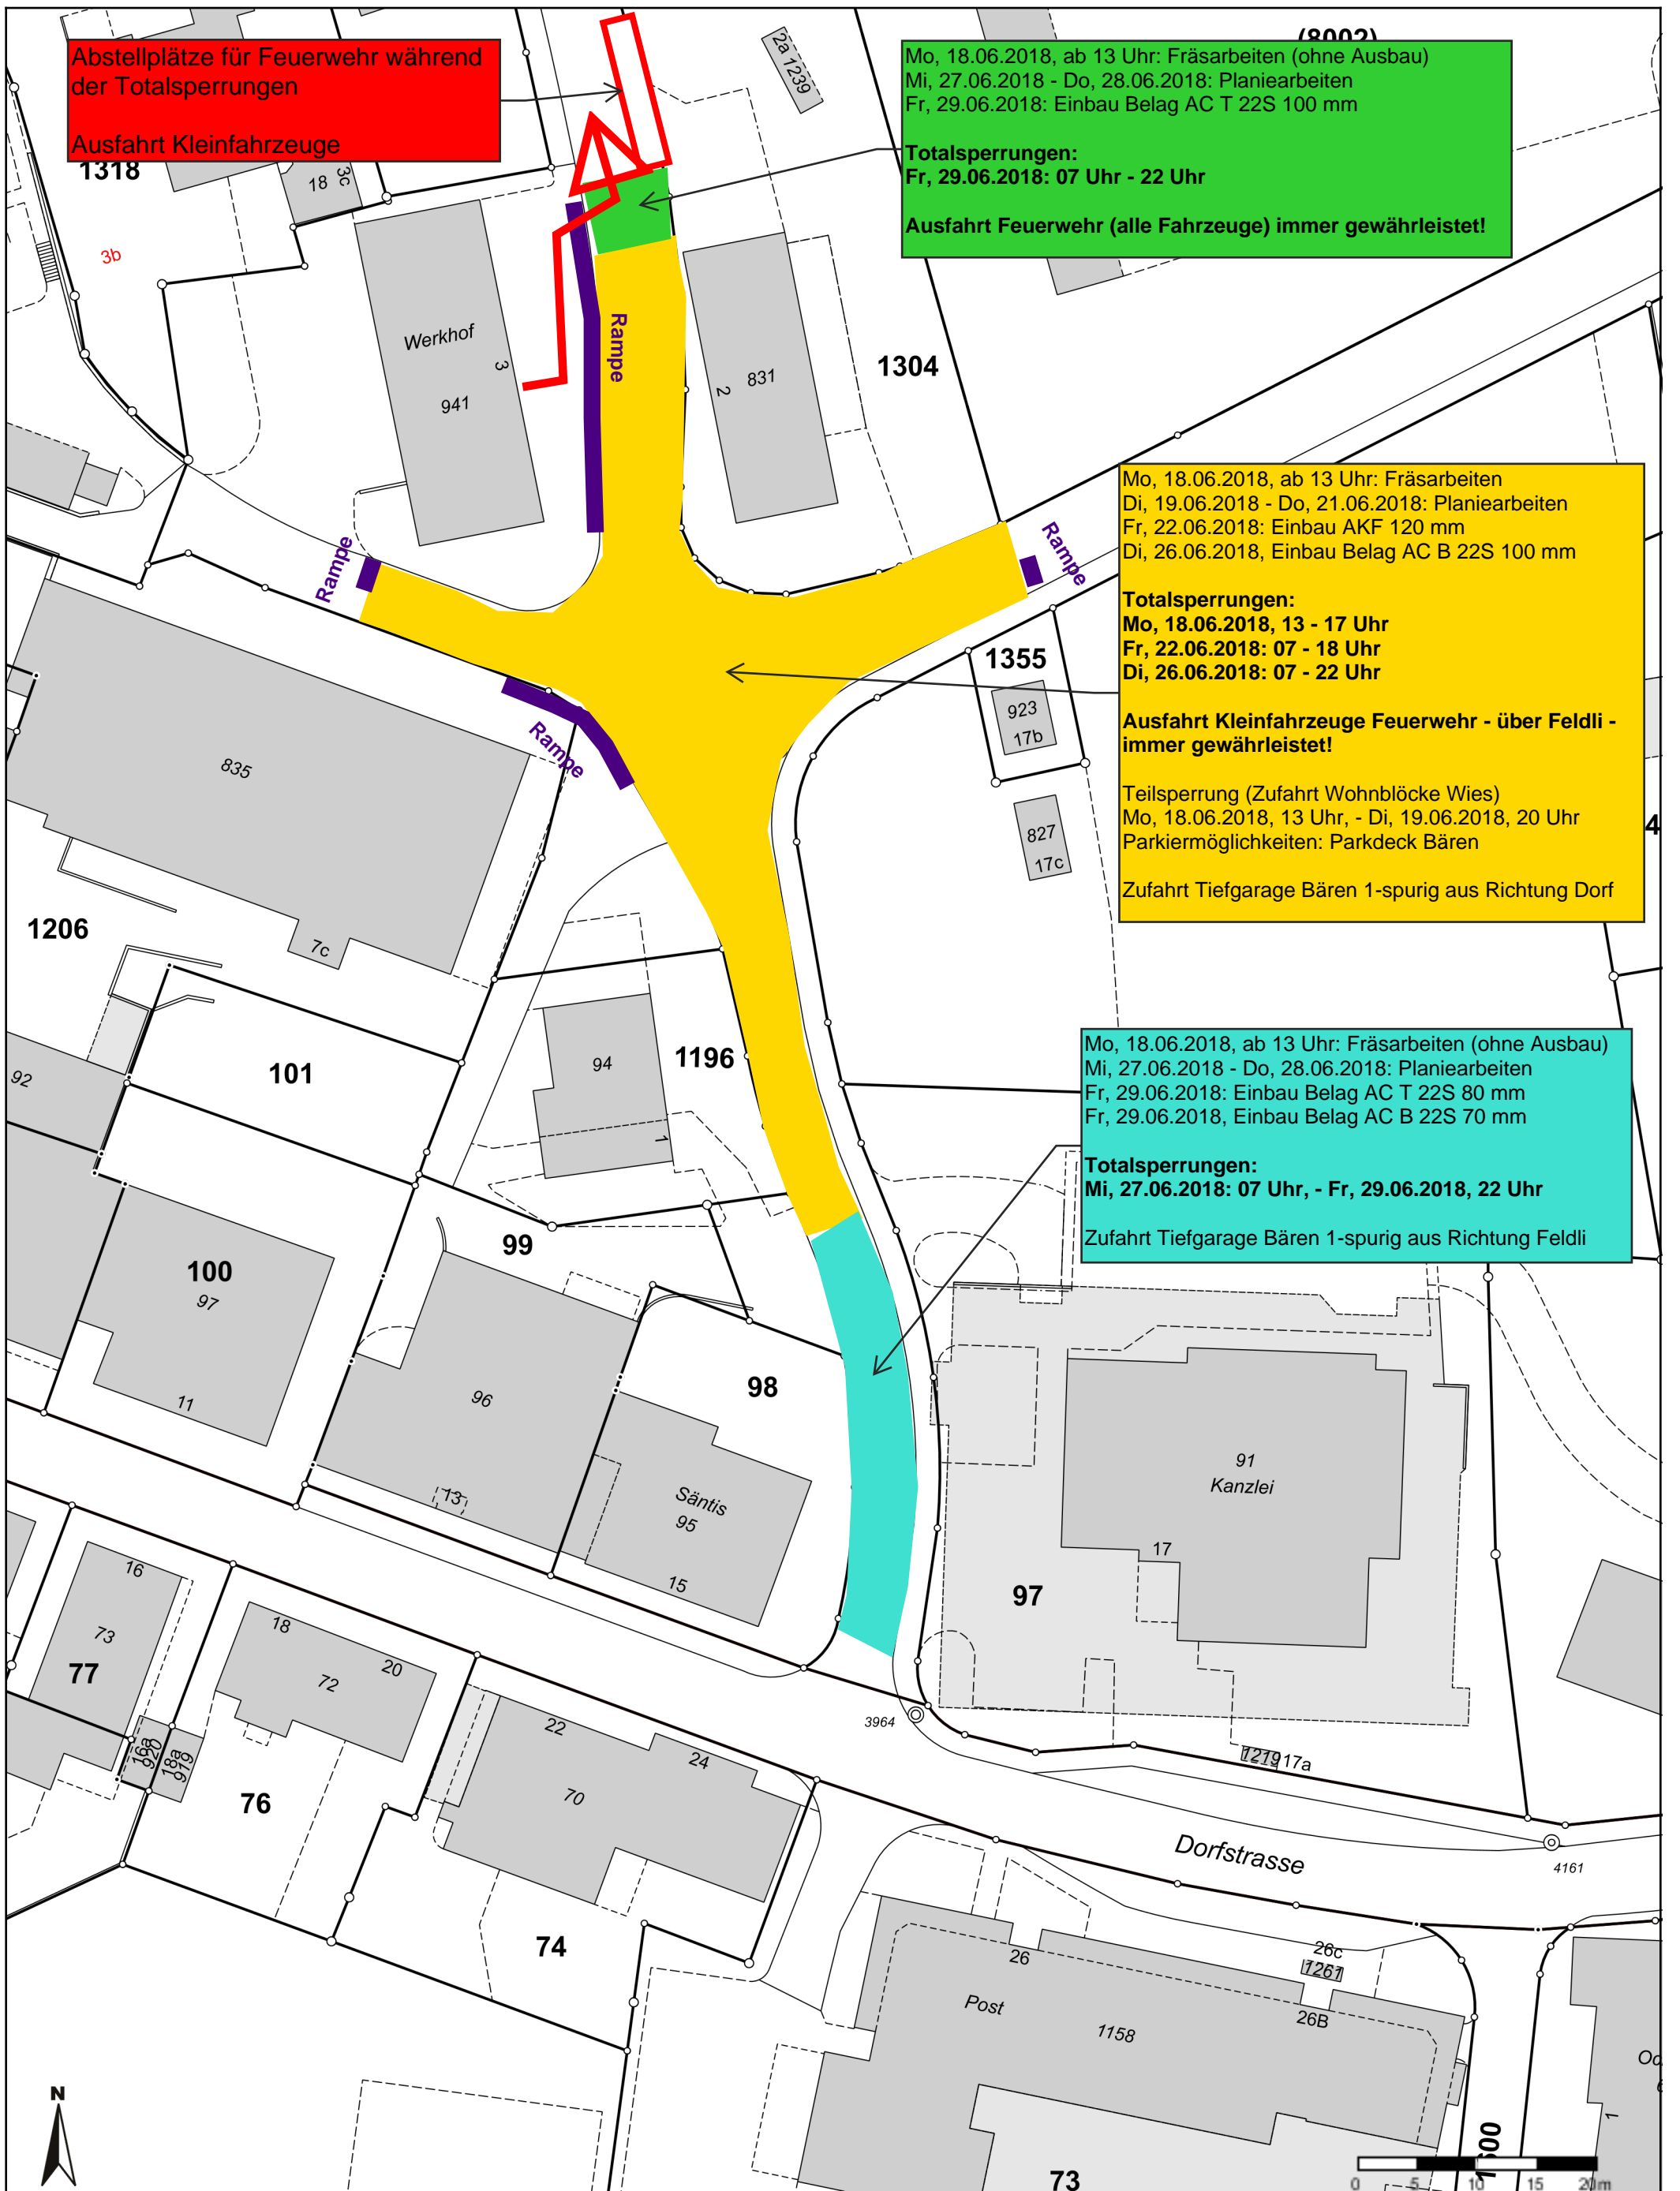 (8002)
Abstellplätze für Feuerwehr während
der Totalsperrungen
Ausfahrt Kleinfahrzeuge
2a 1239
Mo, 18.06.2018, ab 13 Uhr: Fräsarbeiten (ohne Ausbau)
Mi, 27.06.2018 - Do, 28.06.2018: Planiearbeiten
Fr, 29.06.2018: Einbau Belag AC T 22S 100 mm
Totalsperrungen:
Fr, 29.06.2018: 07 Uhr - 22 Uhr
Ausfahrt Feuerwehr (alle Fahrzeuge) immer gewährleistet!
1318
18
3c
3b
Werkhof
3
941
Rampe
2
831
1304
Mo, 18.06.2018, ab 13 Uhr: Fräsarbeiten
Di, 19.06.2018 - Do, 21.06.2018: Planiearbeiten
Fr, 22.06.2018: Einbau AKF 120 mm
Di, 26.06.2018, Einbau Belag AC B 22S 100 mm
Totalsperrungen:
Mo, 18.06.2018, 13 - 17 Uhr
Fr, 22.06.2018: 07 - 18 Uhr
Di, 26.06.2018: 07 - 22 Uhr
Ausfahrt Kleinfahrzeuge Feuerwehr - über Feldli -
immer gewährleistet!
Teilsperrung (Zufahrt Wohnblöcke Wies)
Mo, 18.06.2018, 13 Uhr, - Di, 19.06.2018, 20 Uhr
Parkiermöglichkeiten: Parkdeck Bären
Zufahrt Tiefgarage Bären 1-spurig aus Richtung Dorf
Rampe
Rampe
Rampe
1355
923
17b
827
17c
4
835
7c
1206
92
101
94
1
1196
Mo, 18.06.2018, ab 13 Uhr: Fräsarbeiten (ohne Ausbau)
Mi, 27.06.2018 - Do, 28.06.2018: Planiearbeiten
Fr, 29.06.2018: Einbau Belag AC T 22S 80 mm
Fr, 29.06.2018, Einbau Belag AC B 22S 70 mm
Totalsperrungen:
Mi, 27.06.2018: 07 Uhr, - Fr, 29.06.2018, 22 Uhr
Zufahrt Tiefgarage Bären 1-spurig aus Richtung Feldli
99
100
97
11
96
13
98
Säntis
95
15
91
Kanzlei
17
97
16
73
77
18
20
72
16a
920
18a
919
76
22
24
70
74
3964
1219
17a
Dorfstrasse
4161
26
26c
1261
26B
Post
1158
1
73
N
0 5 10 15 20m